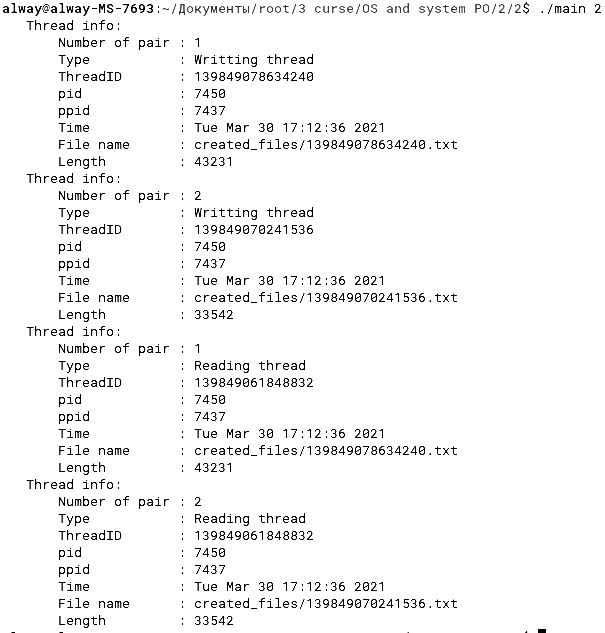 alway@alway-MS-7693:~/Документы/root/3 curse/OS and system PO/2/2$ ./main 2
Thread info:
Number of pair : 1
Type : Writting thread
ThreadID : 139849078634240
pid : 7450
ppid : 7437
Time : Tue Mar 30 17:12:36 2021
File name : created_files/139849078634240.txt
Length : 43231
Thread info:
Number of pair : 2
Type : Writting thread
ThreadID : 139849070241536
pid : 7450
ppid : 7437
Time : Tue Mar 30 17:12:36 2021
File name : created_files/139849070241536.txt
Length : 33542
Thread info:
Number of pair : 1
Type : Reading thread
ThreadID : 139849061848832
pid : 7450
ppid : 7437
Time : Tue Mar 30 17:12:36 2021
File name : created_files/139849078634240.txt
Length : 43231
Thread info:
Number of pair : 2
Type : Reading thread
ThreadID : 139849061848832
pid : 7450
ppid : 7437
Time : Tue Mar 30 17:12:36 2021
File name : created_files/139849070241536.txt
Length : 33542